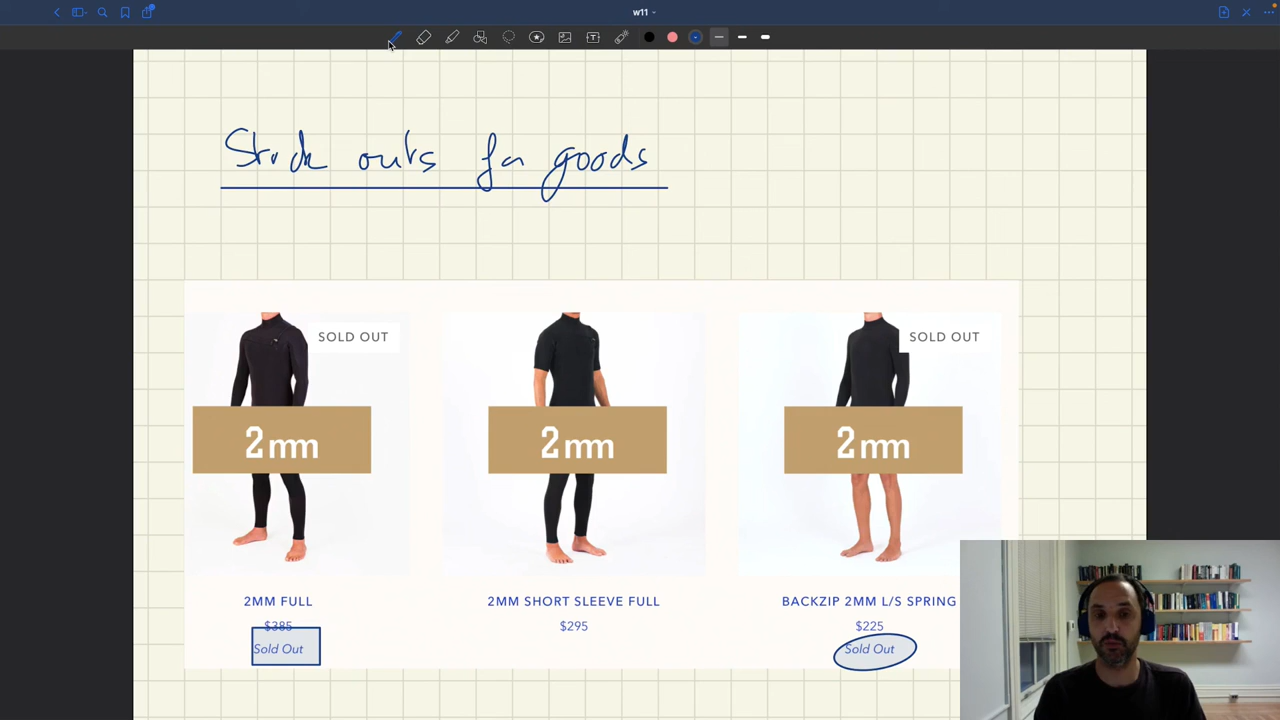 w11
Stock outs for goods
SOLD OUT
SOLD OUT
2mm
2mm
2mm
2MM FULL
2MM SHORT SLEEVE FULL
BACKZIP 2MM L/S SPRING
$385
$295
$225
Sold Out
Sold Out